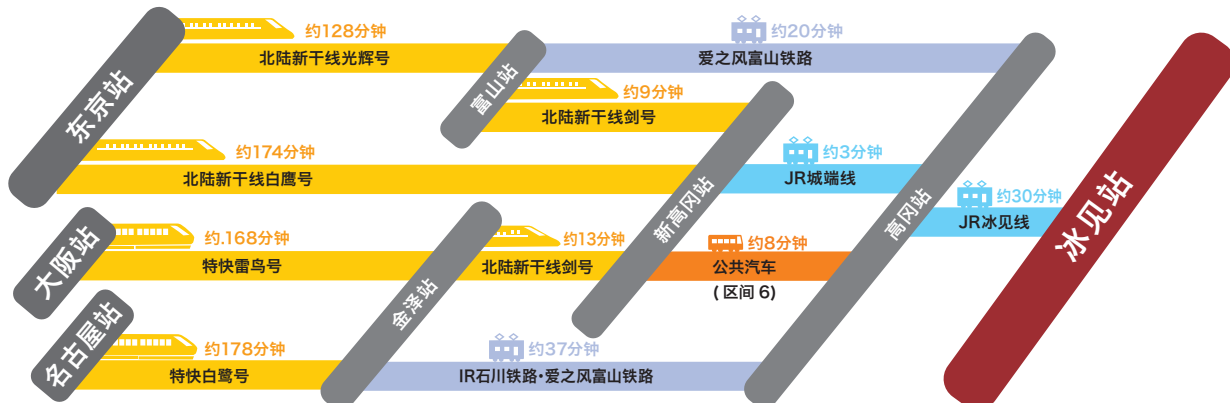 东京站
约128分钟
北陆新干线光辉号
富山站
约20分钟
爱之风富山铁路
约9分钟
北陆新干线剑号
约174分钟
北陆新干线白鹰号
新高冈站
约3分钟
JR城端线
高冈站
约30分钟
JR冰见线
冰见站
大阪站
约.168分钟
特快雷鸟号
金泽站
约13分钟
北陆新干线剑号
约8分钟
公共汽车
( 区间 6)
名古屋站
约178分钟
特快白鹭号
约37分钟
IR石川铁路・爱之风富山铁路